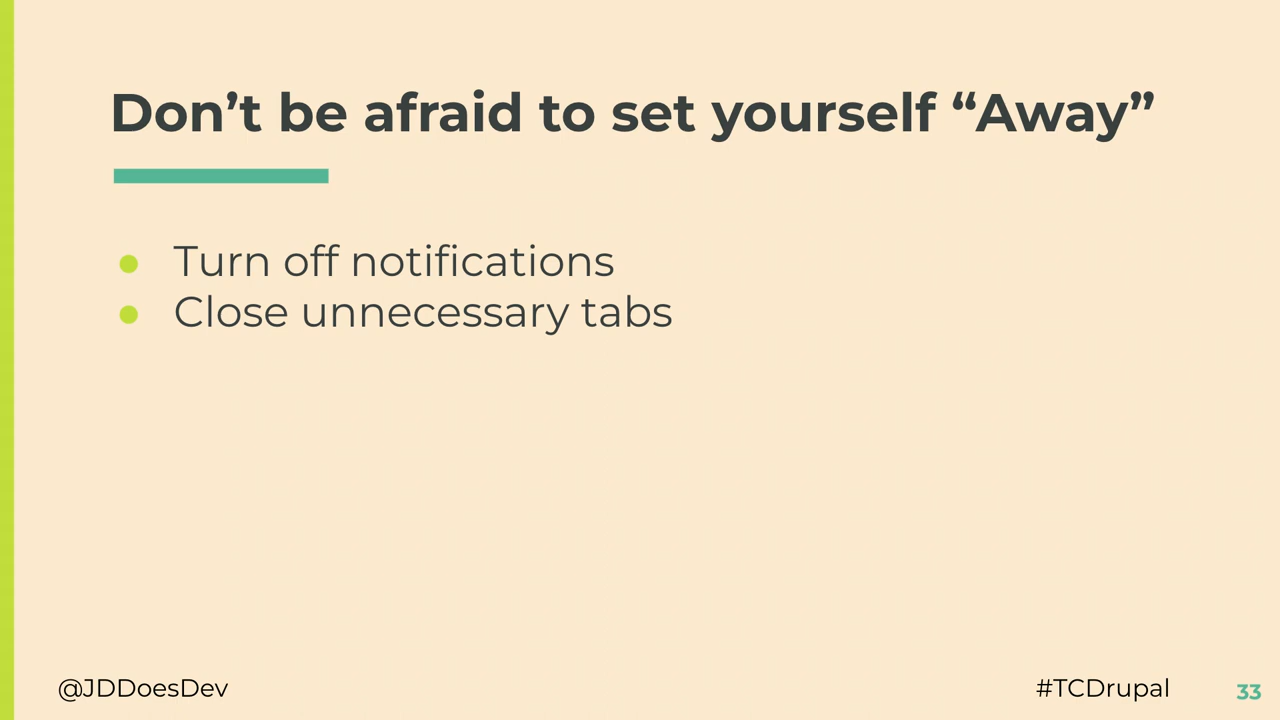 Don’t be afraid to set yourself “Away”
● Turn off notifications
● Close unnecessary tabs
@JDDoesDev
#TCDrupal
33